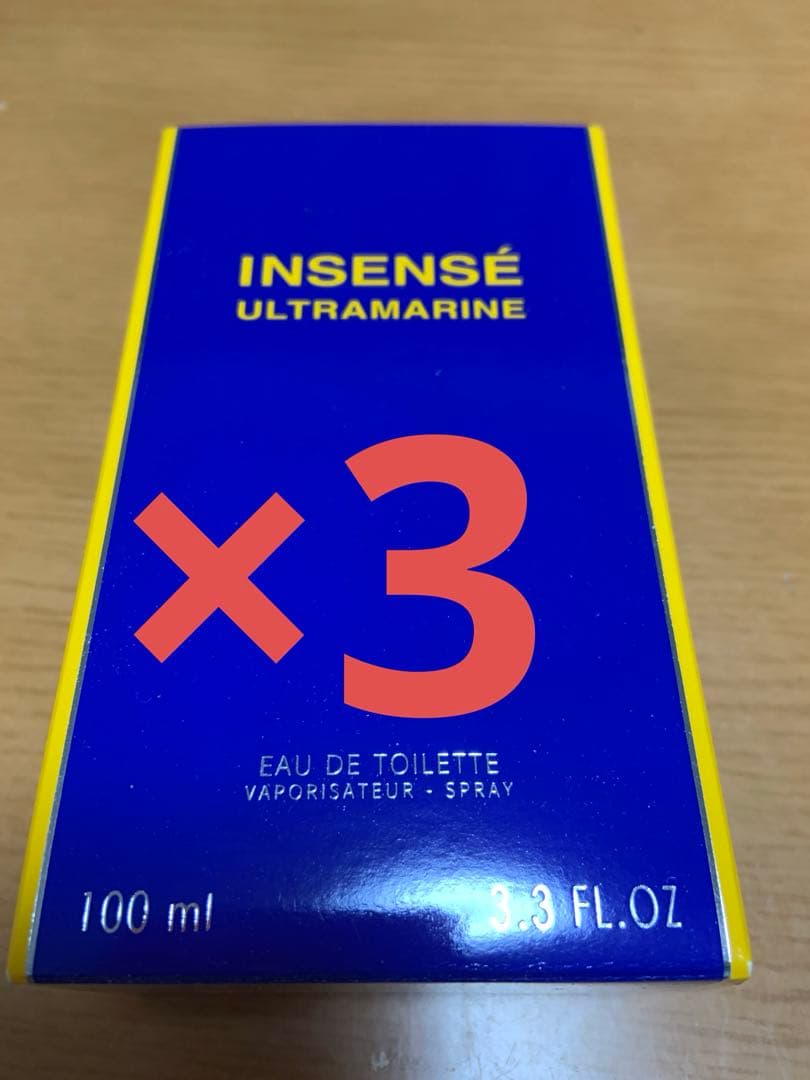 INSENSÉ
ULTRAMARINE
×3
EAU DE TOILETTE
VAPORISATEUR - SPRAY
100 ml 3.3 FL.OZ